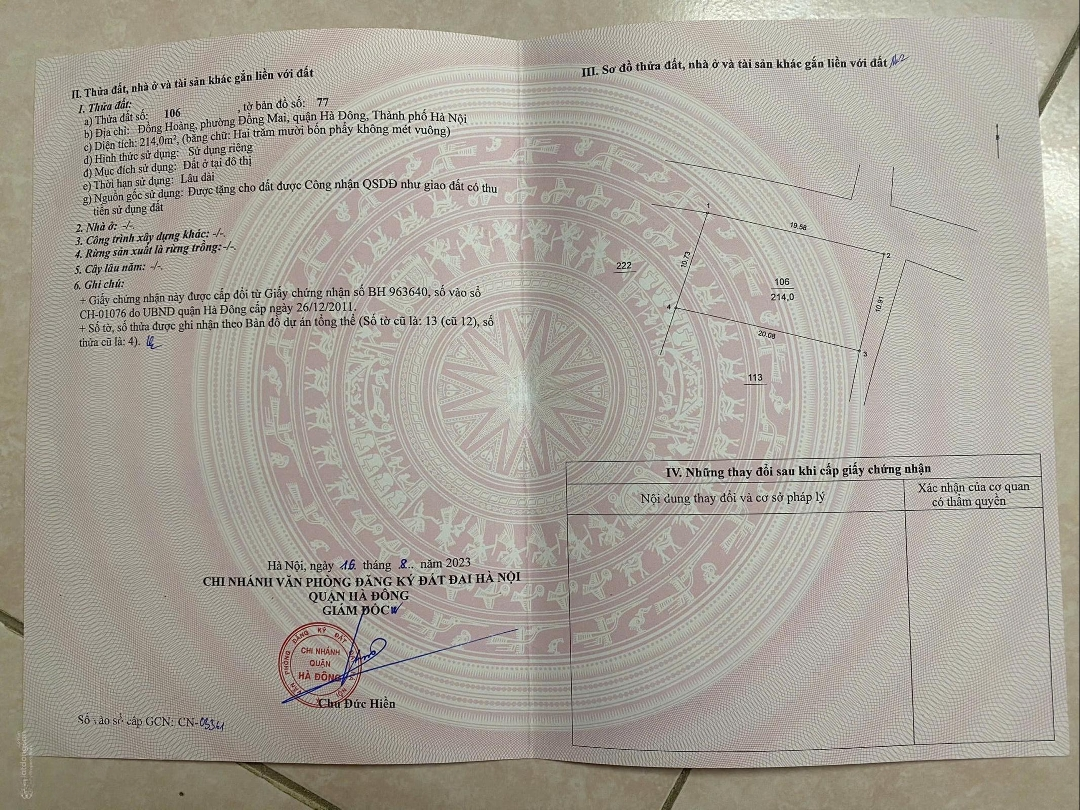 II. Thửa đất, nhà ở và tài sản khác gắn liền với đất
1. Thửa đất:
a) Thửa đất số: 106 , tờ bản đồ số: 77
b) Địa chỉ: Đồng Hoàng, phường Đồng Mai, quận Hà Đông, Thành phố Hà Nội
c) Diện tích: 214,0m², (bằng chữ: Hai trăm mười bốn phẩy không mét vuông)
d) Hình thức sử dụng: Sử dụng riêng
đ) Mục đích sử dụng: Đất ở tại đô thị
e) Thời hạn sử dụng: Lâu dài
g) Nguồn gốc sử dụng: Được tặng cho đất được Công nhận QSDĐ như giao đất có thu
tiền sử dụng đất
2. Nhà ở: -/-.
3. Công trình xây dựng khác: -/-.
4. Rừng sản xuất là rừng trồng: -/-.
5. Cây lâu năm: -/-.
6. Ghi chú:
+ Giấy chứng nhận này được cấp đổi từ Giấy chứng nhận số BH 963640, số vào sổ
CH-01076 do UBND quận Hà Đông cấp ngày 26/12/2011.
+ Số tờ, số thửa được ghi nhận theo Bản đồ dự án tổng thể (Số tờ cũ là: 13 (cũ 12), số
thửa cũ là: 4).
Hà Nội, ngày 16 tháng 8.. năm 2023
CHI NHÁNH VĂN PHÒNG ĐĂNG KÝ ĐẤT ĐAI HÀ NỘI
QUẬN HÀ ĐÔNG
GIÁM ĐỐC
VĂN PHÒNG ĐĂNG KÝ ĐẤT
CHI NHÁNH
QUẬN
HÀ ĐÔNG
Chu Đức Hiền
Số vào sổ cấp GCN: CN-
III. Sơ đồ thửa đất, nhà ở và tài sản khác gắn liền với đất
1
19.58
2
10.73
222
106
214,0
10.91
4
20.08
3
113
IV. Những thay đổi sau khi cấp giấy chứng nhận
Nội dung thay đổi và cơ sở pháp lý
Xác nhận của cơ quan
có thẩm quyền